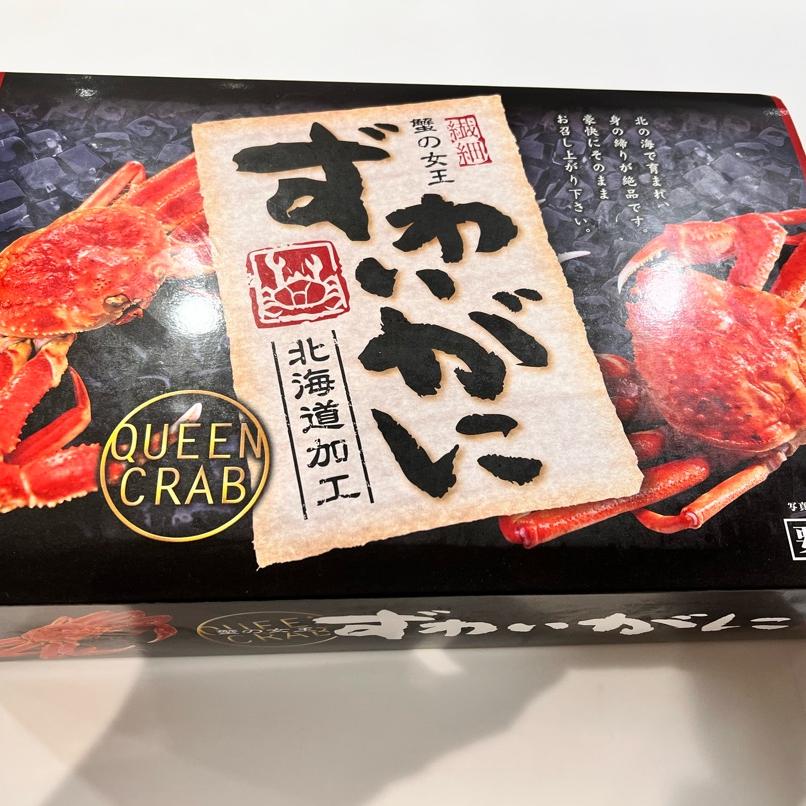 北の海で育まれ、
身の締りが絶品です。
豪快にそのまま
お召し上がり下さい。
繊細
蟹の女王
ずわいがに
北海道加工
QUEEN
CRAB
ずわいがに